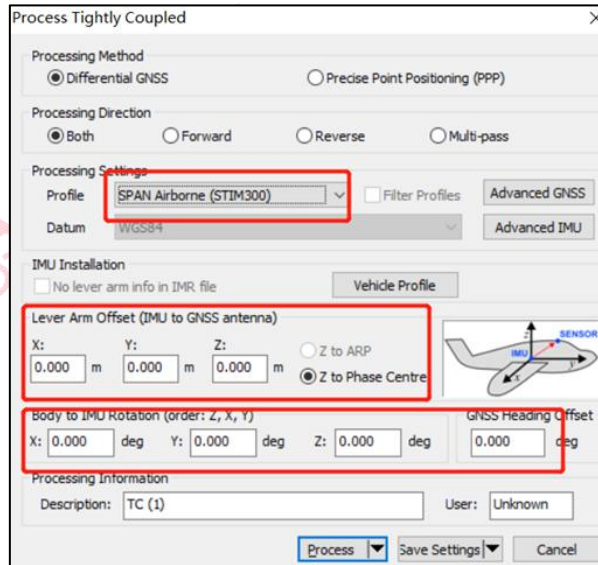 Process Tightly Coupled
Processing Method
Differential GNSS Precise Point Positioning (PPP)
Processing Direction
Both Forward Reverse Multi-pass
Processing Settings
Profile SPAN Airborne (STIM300) Filter Profiles Advanced GNSS
Datum WGS84 Advanced IMU
IMU Installation
No lever arm info in IMR file Vehicle Profile
Lever Arm Offset (IMU to GNSS antenna)
X: Y: Z:
0.000 m 0.000 m 0.000 m
Z to ARP
Z to Phase Centre
z SENSOR
IMU
x y
Body to IMU Rotation (order: Z, X, Y) GNSS Heading Offset
X: 0.000 deg Y: 0.000 deg Z: 0.000 deg 0.000 deg
Processing Information
Description: TC (1) User: Unknown
Process Save Settings Cancel